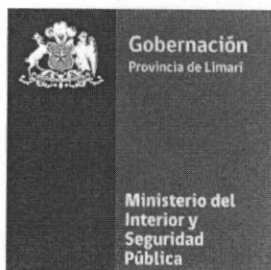 Gobernación
Provincia de Limarí
Ministerio del
Interior y
Seguridad
Pública